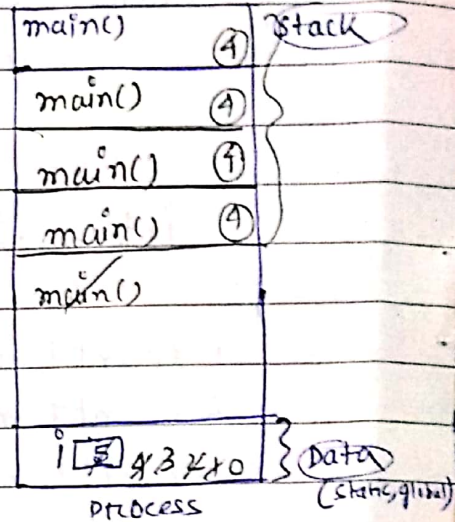 main() ④ Stack
main() ④
main() ④
main() ④
main()
i 5 4 3 2 1 0 Data
(static, global)
process